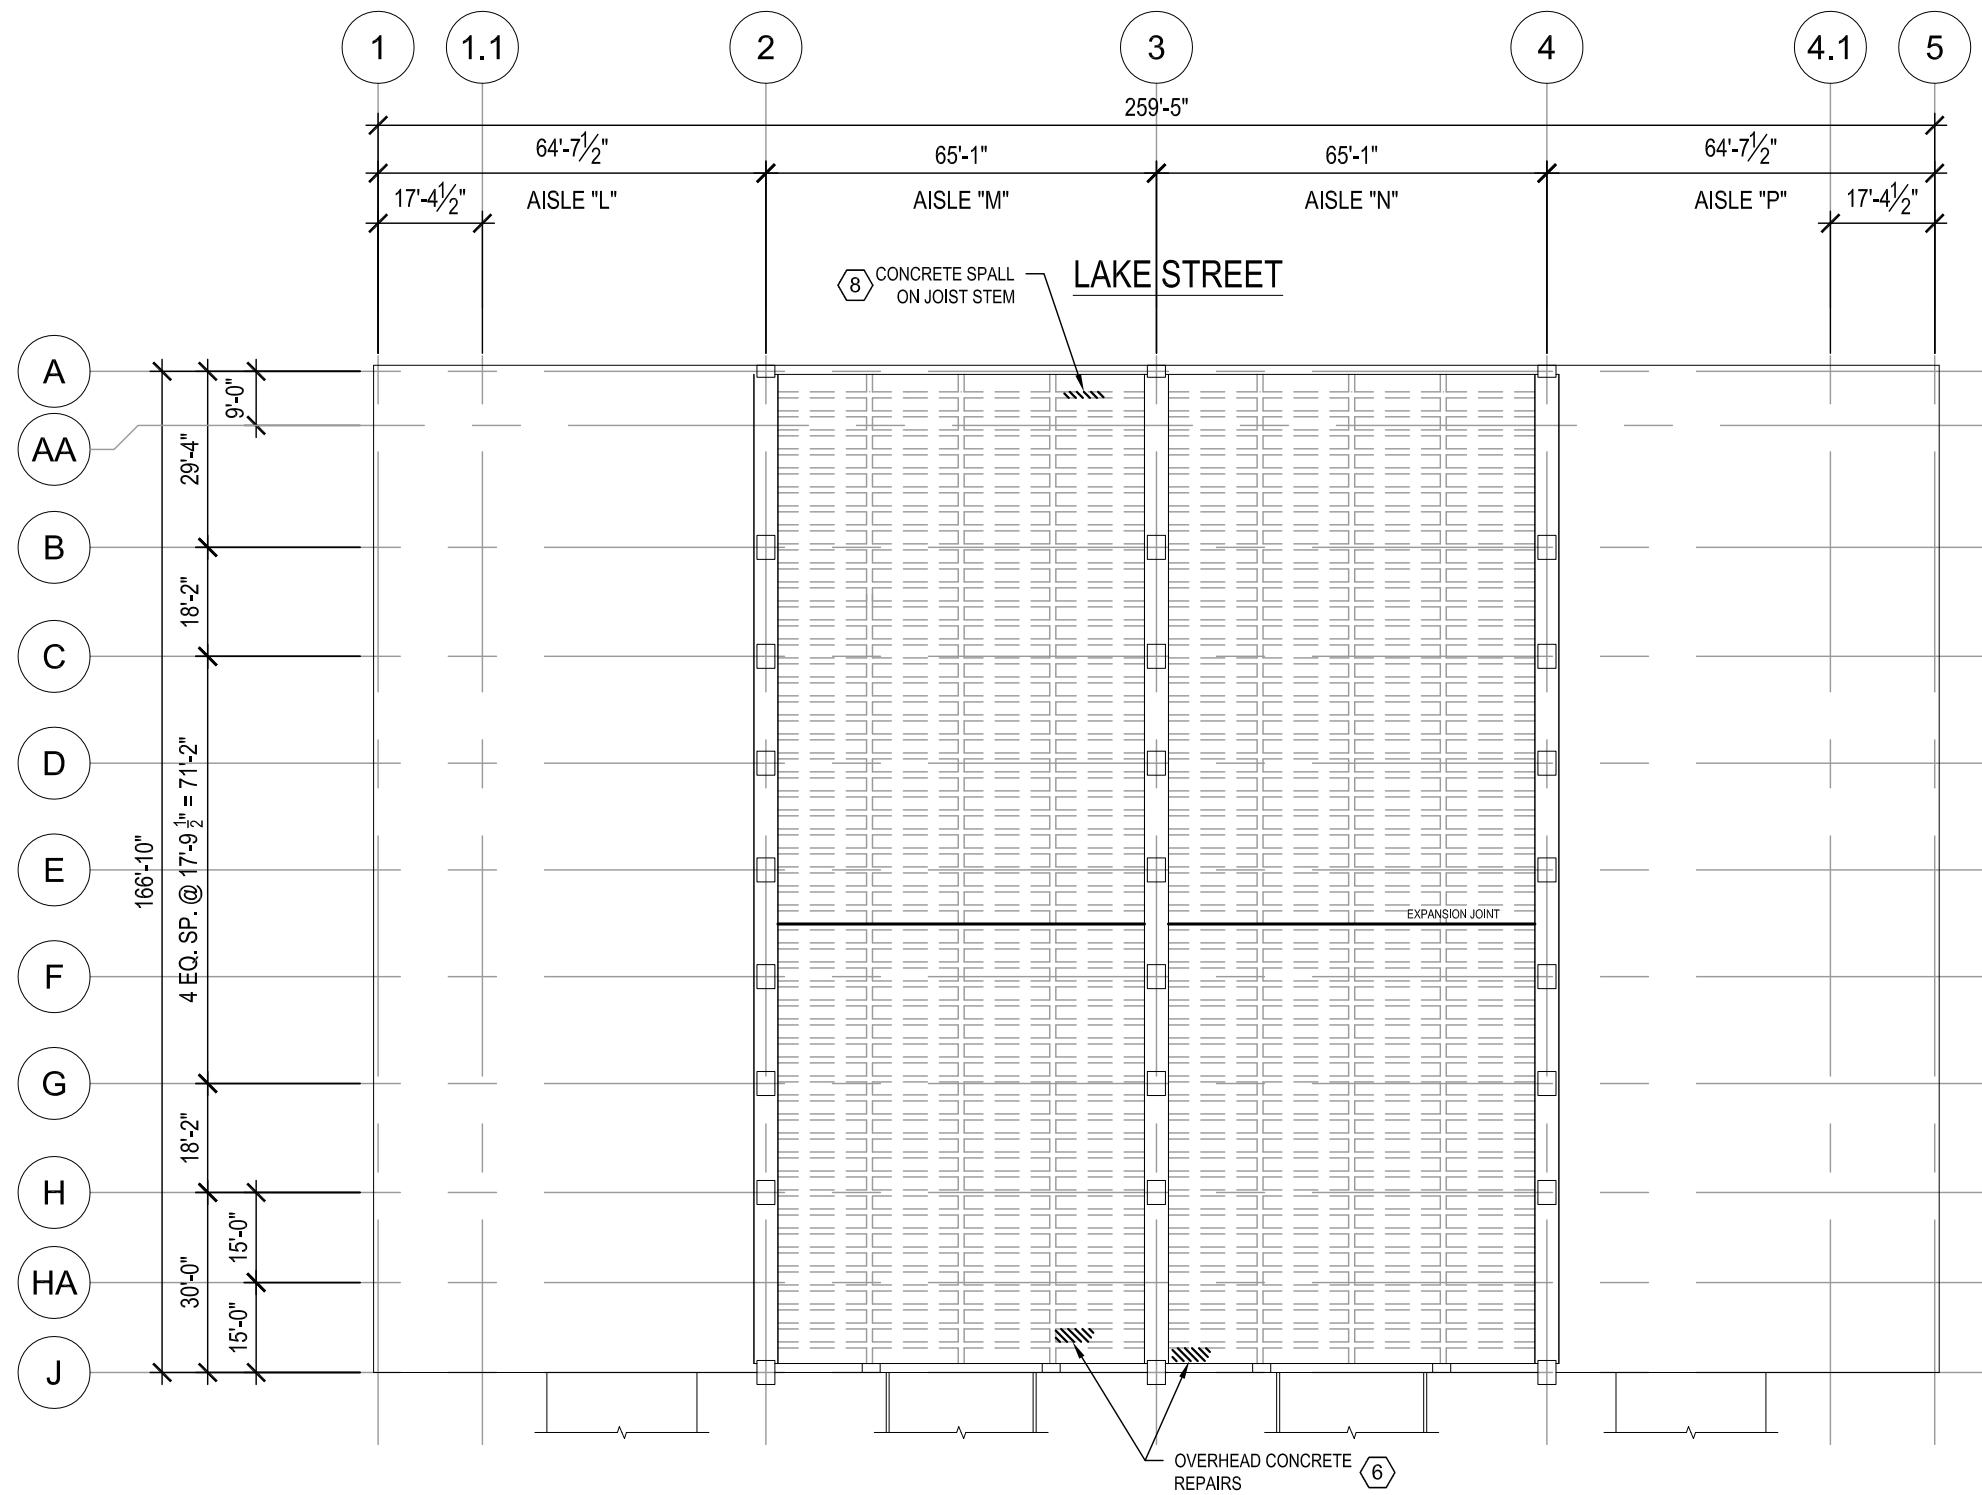 1 1.1 2 3 4 4.1 5
259'-5"
64'-7½" 65'-1" 65'-1" 64'-7½"
17'-4½" AISLE "L" AISLE "M" AISLE "N" AISLE "P" 17'-4½"
LAKE STREET
8 CONCRETE SPALL
ON JOIST STEM
A
AA
B
C
D
E
F
G
H
HA
J
9'-0"
29'-4"
18'-2"
4 EQ. SP. @ 17'-9 ½" = 71'-2"
166'-10"
18'-2"
15'-0"
30'-0"
15'-0"
EXPANSION JOINT
OVERHEAD CONCRETE 6
REPAIRS